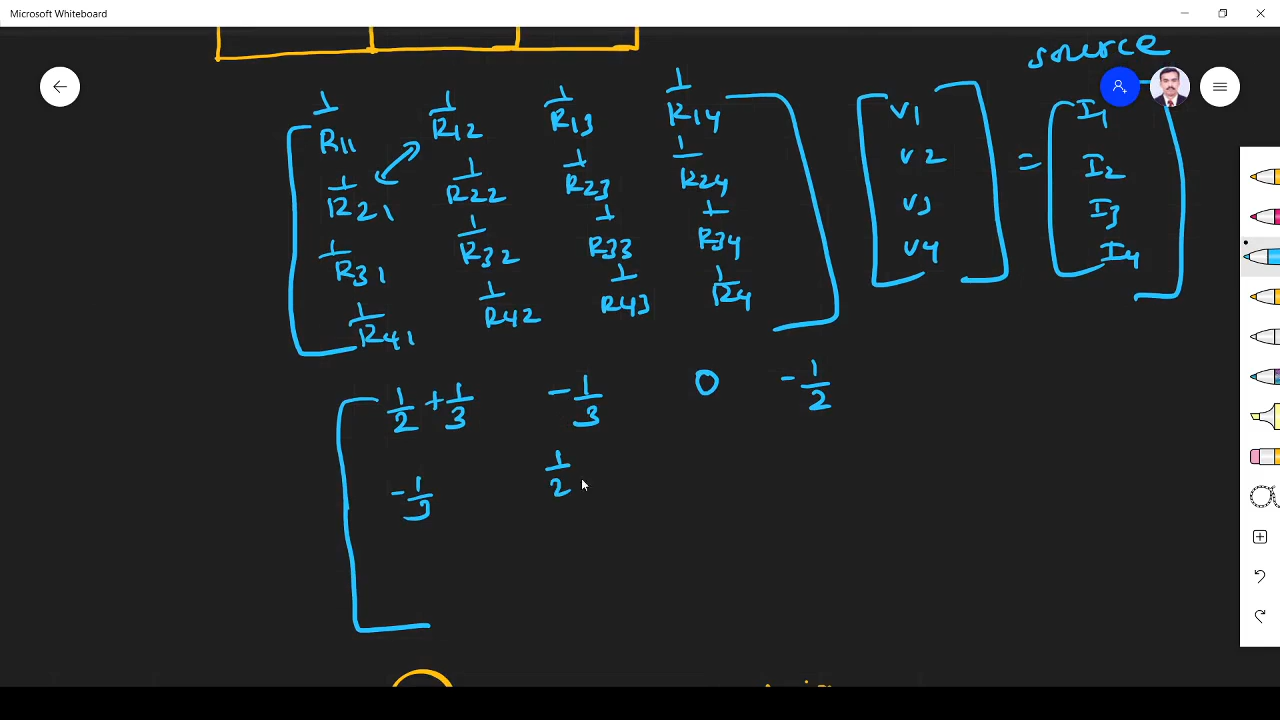 Microsoft Whiteboard
source
1/R11 1/R12 1/R13 1/R14
1/R21 1/R22 1/R23 1/R24
1/R31 1/R32 1/R33 1/R34
1/R41 1/R42 1/R43 1/R4
V1
V2
V3
V4
=
I1
I2
I3
I4
1/2 + 1/3 -1/3 0 -1/2
-1/3 1/2